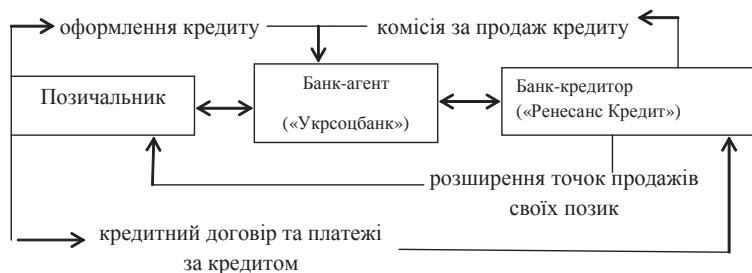 оформлення кредиту
комісія за продаж кредиту
Позичальник
Банк-агент
(«Укрсоцбанк»)
Банк-кредитор
(«Ренесанс Кредит»)
розширення точок продажів
своїх позик
кредитний договір та платежі
за кредитом